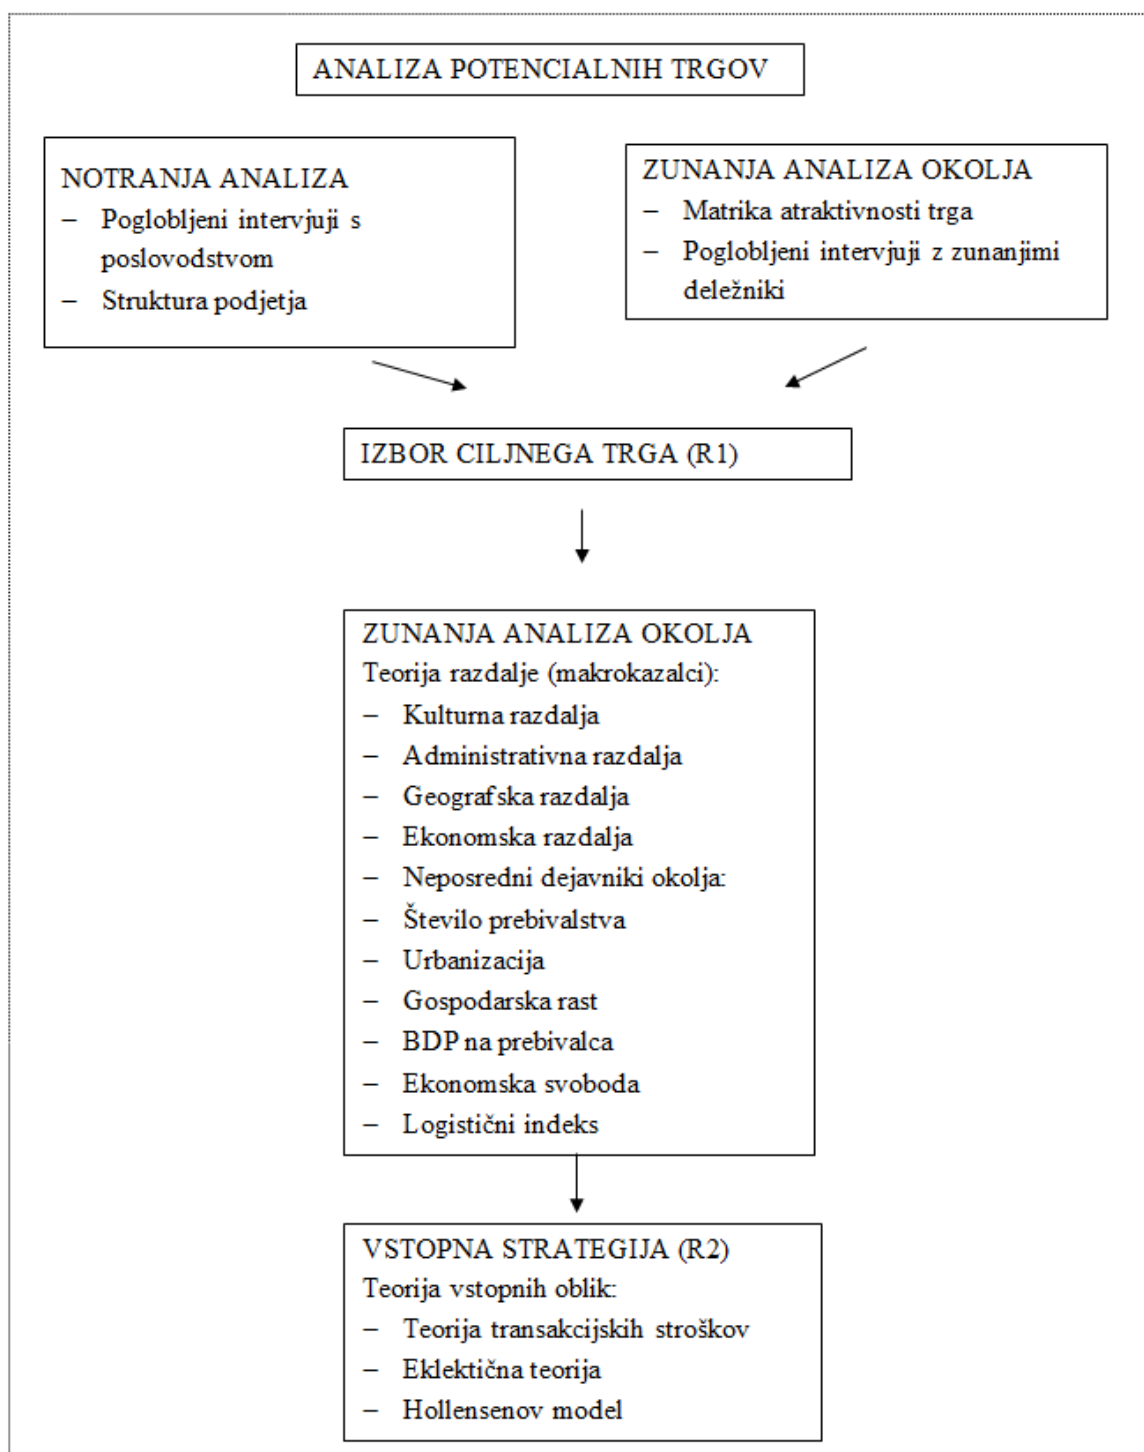 ANALIZA POTENCIALNIH TRGOV
NOTRANJA ANALIZA
– Poglobljeni intervjuji s
poslovodstvom
– Struktura podjetja
ZUNANJA ANALIZA OKOLJA
– Matrika atraktivnosti trga
– Poglobljeni intervjuji z zunanjimi
deležniki
IZBOR CILJNEGA TRGA (R1)
ZUNANJA ANALIZA OKOLJA
Teorija razdalje (makrokazalci):
– Kulturna razdalja
– Administrativna razdalja
– Geografska razdalja
– Ekonomska razdalja
– Neposredni dejavniki okolja:
– Število prebivalstva
– Urbanizacija
– Gospodarska rast
– BDP na prebivalca
– Ekonomska svoboda
– Logistični indeks
VSTOPNA STRATEGIJA (R2)
Teorija vstopnih oblik:
– Teorija transakcijskih stroškov
– Eklektična teorija
– Hollensenov model